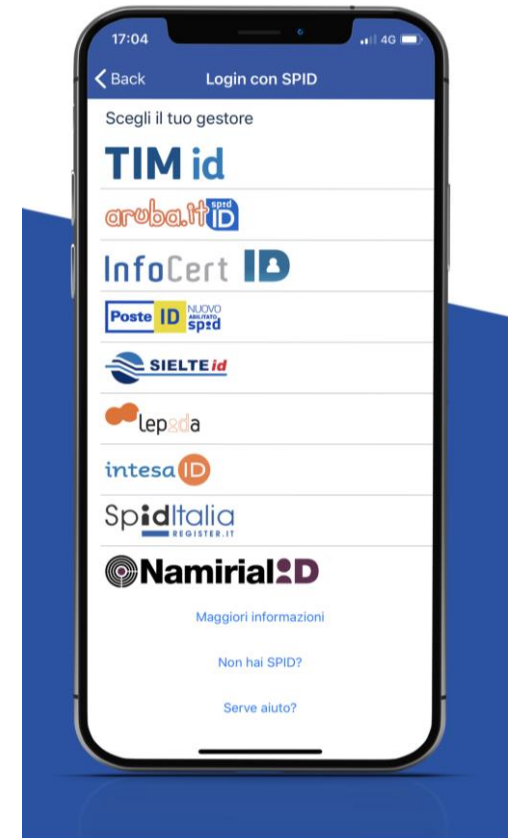 17:04
4G
Back
Login con SPID
Scegli il tuo gestore
TIM id
aruba.it spid ID
InfoCert ID
Poste ID NUOVO
ABILITATO
spid
SIELTE id
lepida
intesa ID
SpidItalia
REGISTER.IT
Namirial ID
Maggiori informazioni
Non hai SPID?
Serve aiuto?